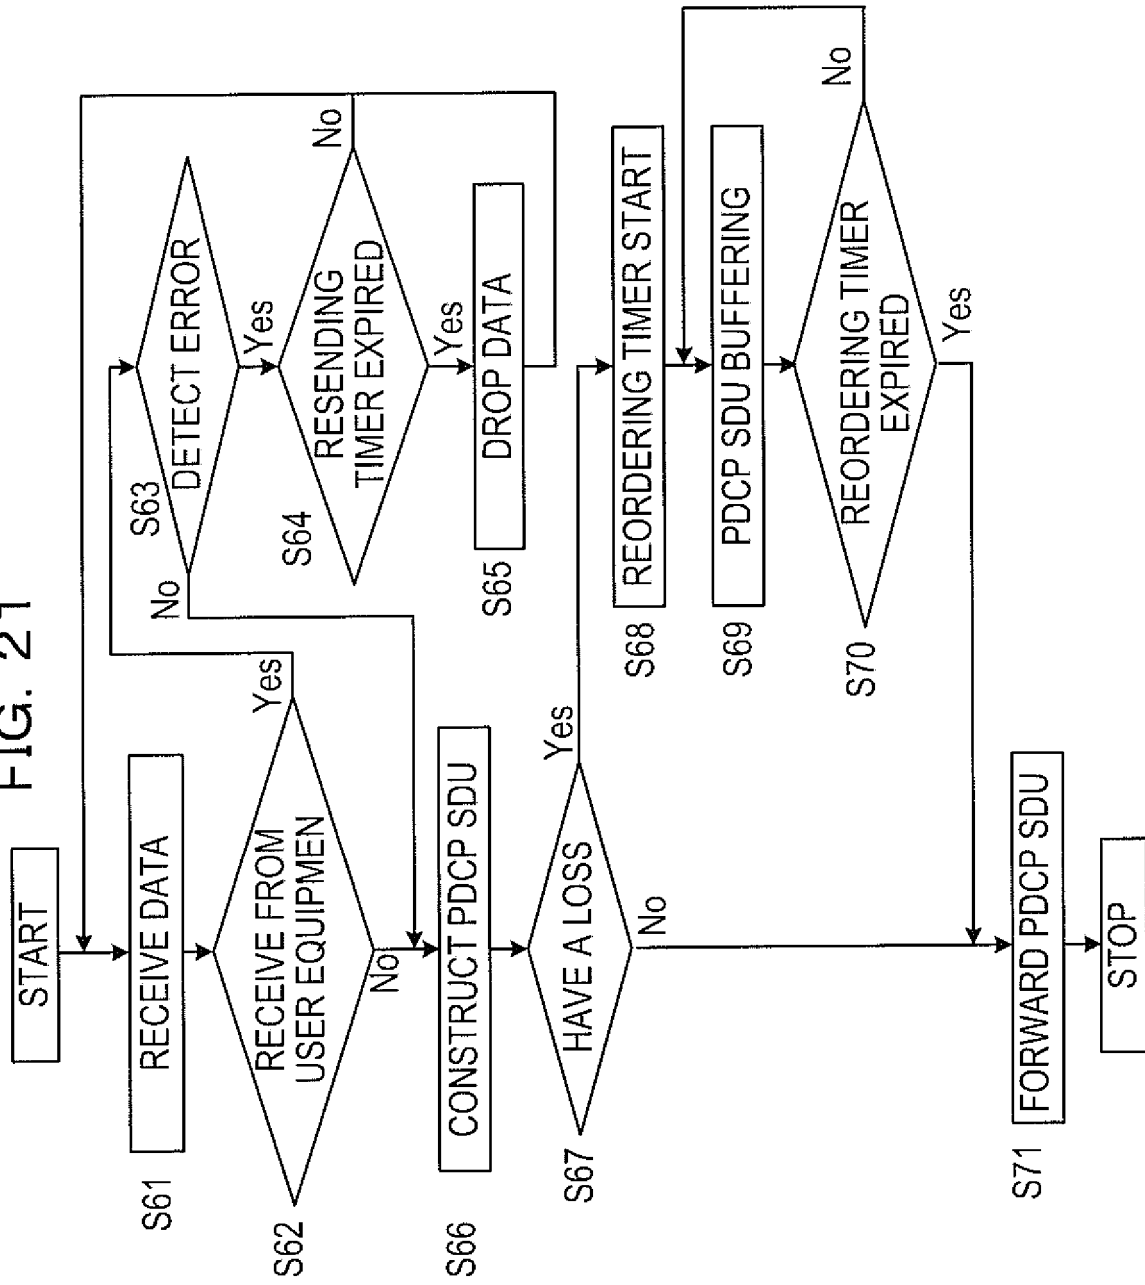 FIG. 21
START
S61
RECEIVE DATA
S62
RECEIVE FROM
USER EQUIPMEN
Yes
No
S63
DETECT ERROR
No
Yes
S64
RESENDING
TIMER EXPIRED
No
Yes
S65
DROP DATA
S66
CONSTRUCT PDCP SDU
S67
HAVE A LOSS
Yes
No
S68
REORDERING TIMER START
S69
PDCP SDU BUFFERING
S70
REORDERING TIMER
EXPIRED
No
Yes
S71
FORWARD PDCP SDU
STOP